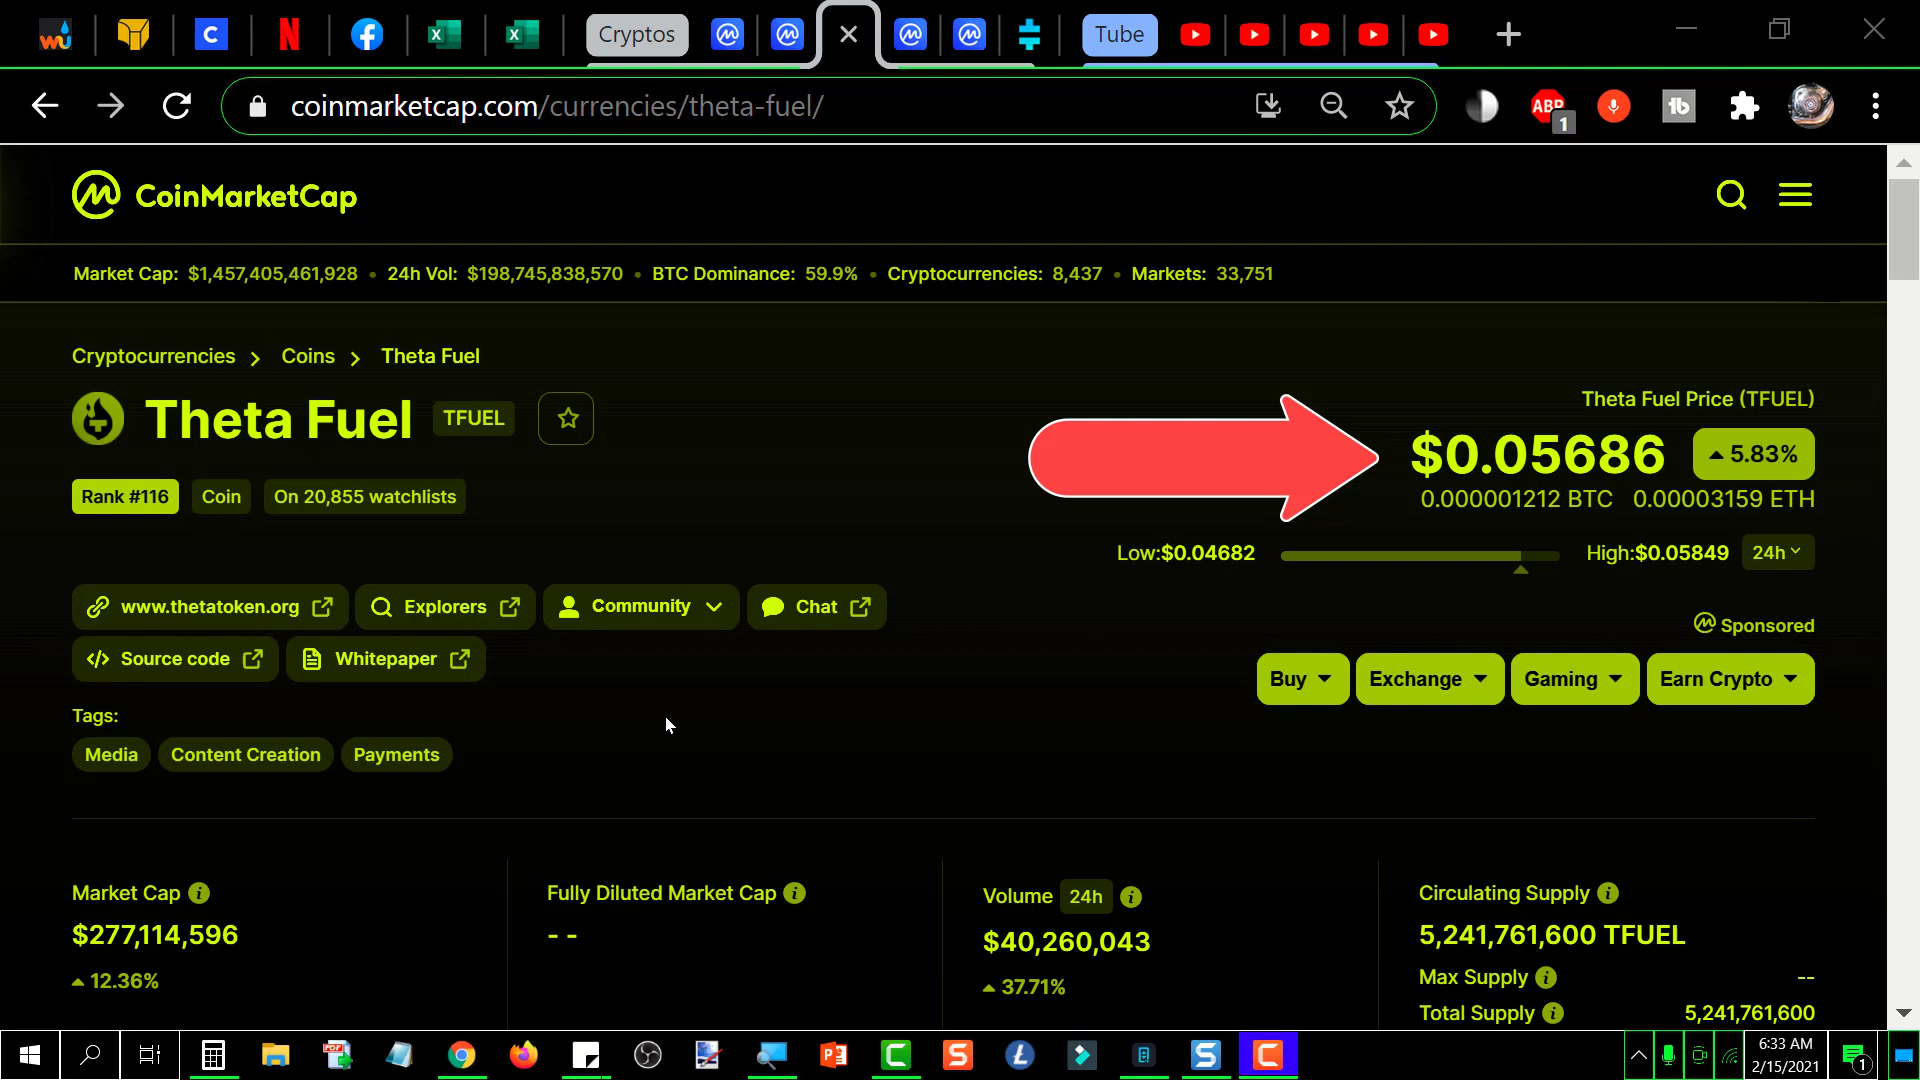 Cryptos
Tube
coinmarketcap.com/currencies/theta-fuel/
ABP
1
CoinMarketCap
Market Cap: $1,457,405,461,928 • 24h Vol: $198,745,838,570 • BTC Dominance: 59.9% • Cryptocurrencies: 8,437 • Markets: 33,751
Cryptocurrencies > Coins > Theta Fuel
Theta Fuel TFUEL
Rank #116 Coin On 20,855 watchlists
Theta Fuel Price (TFUEL)
$0.05686 5.83%
0.000001212 BTC 0.00003159 ETH
Low:$0.04682 High:$0.05849 24h
www.thetatoken.org Explorers Community Chat
Source code Whitepaper
Sponsored
Buy Exchange Gaming Earn Crypto
Tags:
Media Content Creation Payments
Market Cap
$277,114,596
12.36%
Fully Diluted Market Cap
- -
Volume 24h
$40,260,043
37.71%
Circulating Supply
5,241,761,600 TFUEL
Max Supply --
Total Supply 5,241,761,600
6:33 AM
2/15/2021
1